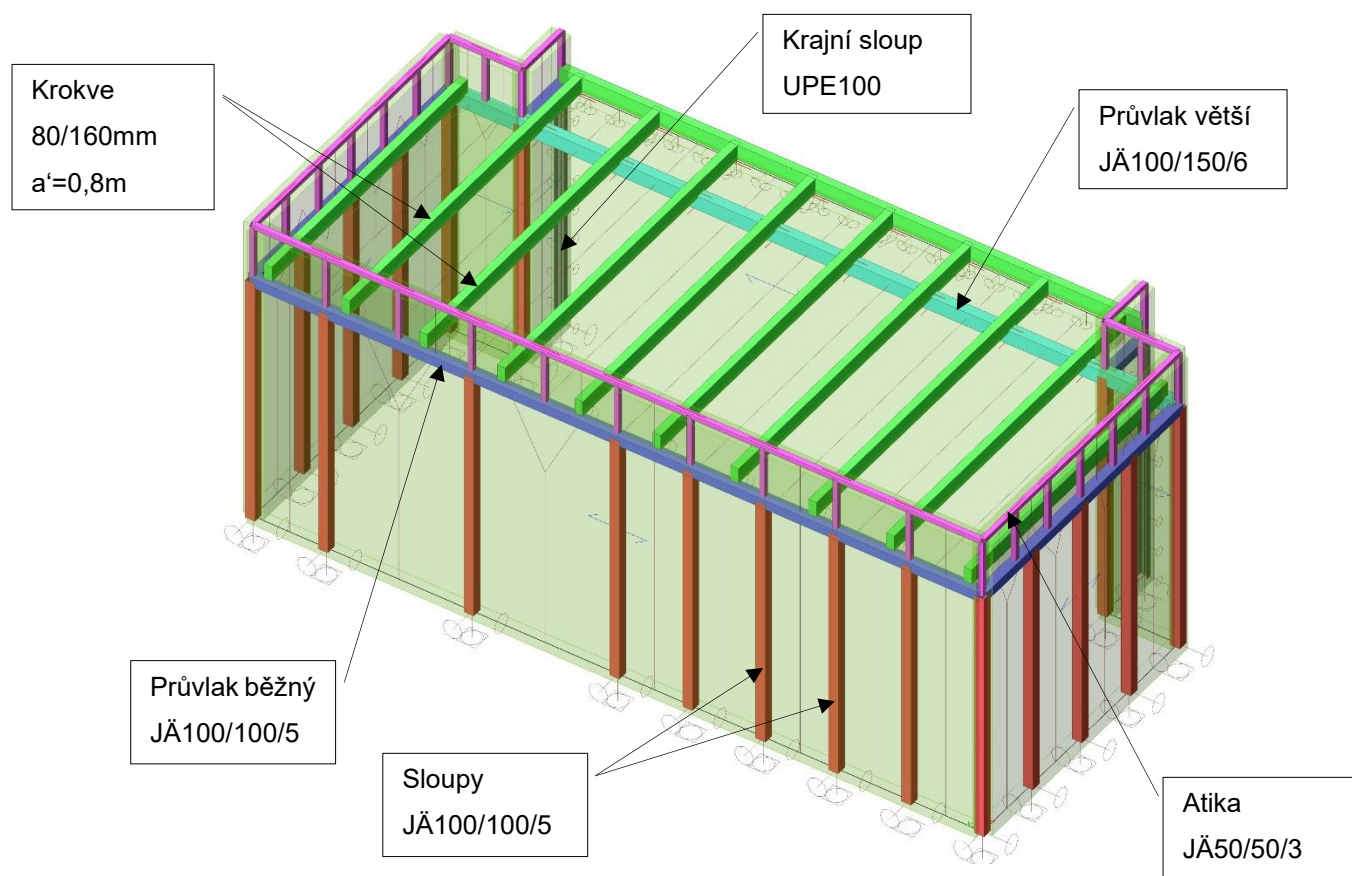 Krajní sloup
UPE100
Krokve
80/160mm
a‘=0,8m
Průvlak větší
JÄ100/150/6
Průvlak běžný
JÄ100/100/5
Sloupy
JÄ100/100/5
Atika
JÄ50/50/3